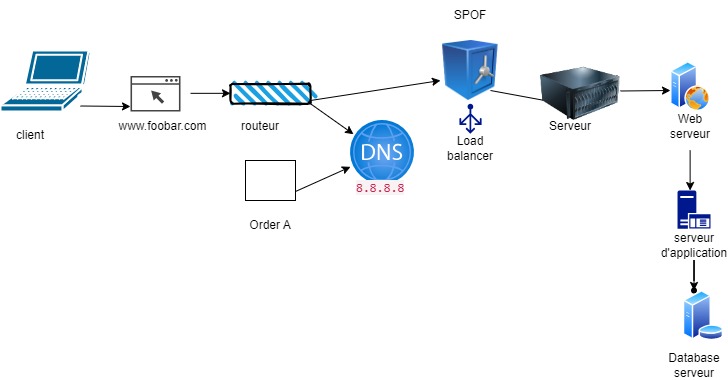 SPOF
client
www.foobar.com
routeur
DNS
8.8.8.8
Order A
Load
balancer
Serveur
Web
serveur
serveur
d'application
Database
serveur